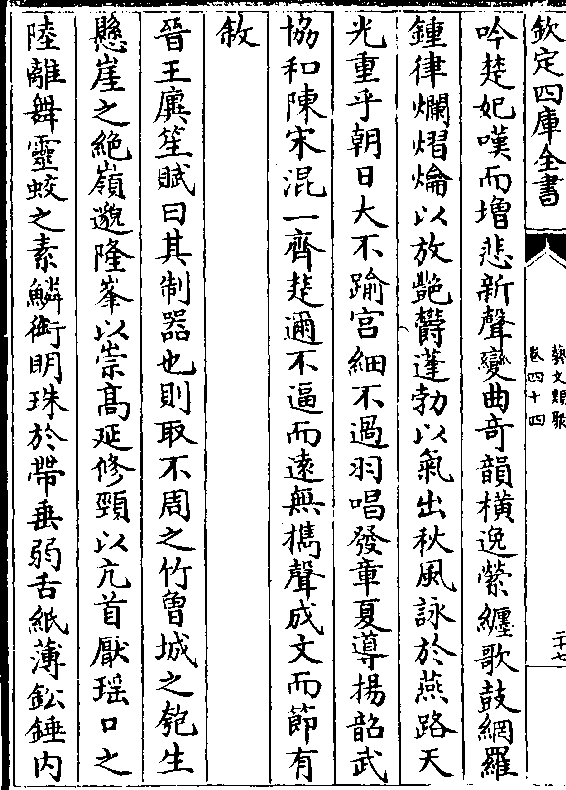 欽定四庫全書
藝文類聚
卷四十四
二十七
吟楚妃嘆而增悲新聲變曲奇韻橫逸縈纏歌鼓網羅
鍾律爛熠爚以放艷鬱蓬勃以氣出秋風詠於燕路天
光重乎朝日大不踰宫細不過羽唱發章夏導揚韶武
協和陳宋混一齊楚邇不逼而遠無携聲成文而節有
敘
晉王廙笙賦曰其制器也則取不周之竹曾城之匏生
懸崖之絶嶺邈隆峯以崇髙延修頸以亢首厭瑶口之
陸離舞靈蛟之素鱗銜明珠於帶垂弱舌紙薄鈆錘内